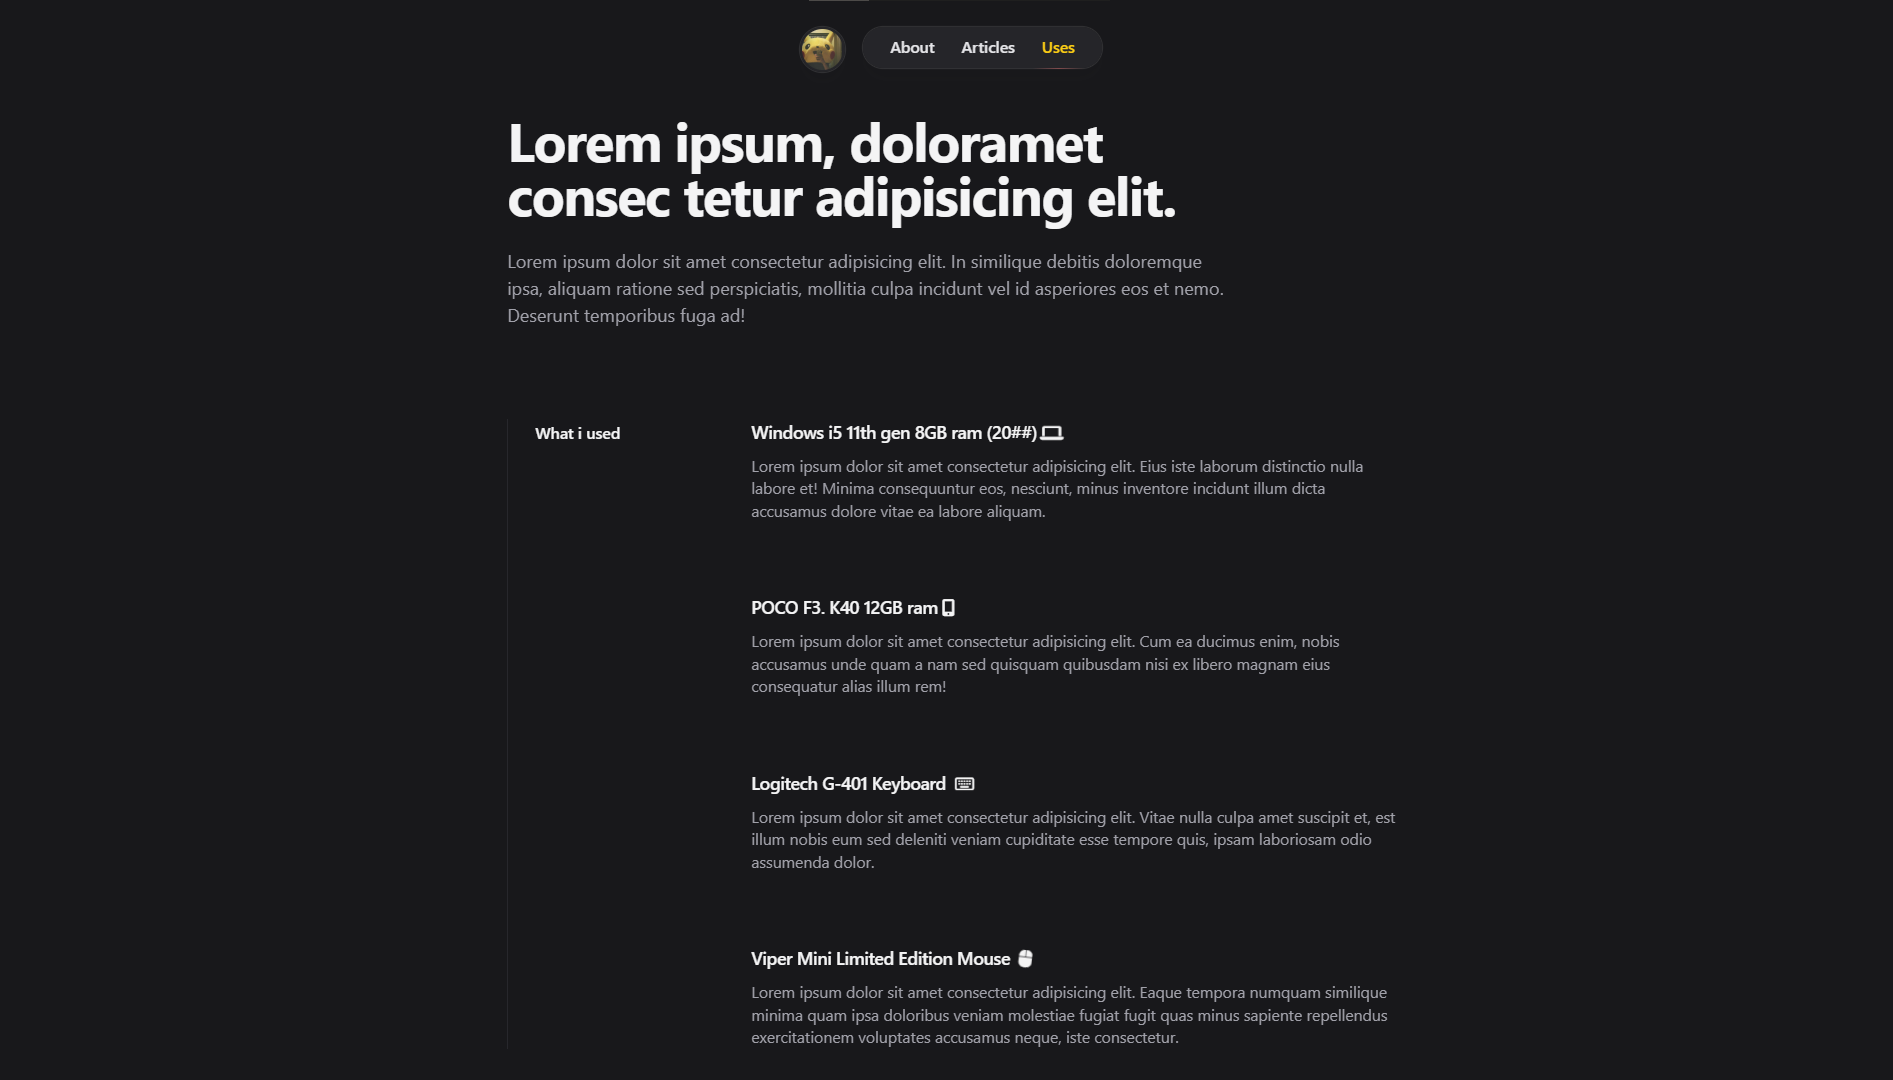 About Articles Uses
Lorem ipsum, doloramet
consec tetur adipisicing elit.
Lorem ipsum dolor sit amet consectetur adipisicing elit. In similique debitis doloremque
ipsa, aliquam ratione sed perspiciatis, mollitia culpa incidunt vel id asperiores eos et nemo.
Deserunt temporibus fuga ad!
What i used
Windows i5 11th gen 8GB ram (20##)
Lorem ipsum dolor sit amet consectetur adipisicing elit. Eius iste laborum distinctio nulla
labore et! Minima consequuntur eos, nesciunt, minus inventore incidunt illum dicta
accusamus dolore vitae ea labore aliquam.
POCO F3. K40 12GB ram
Lorem ipsum dolor sit amet consectetur adipisicing elit. Cum ea ducimus enim, nobis
accusamus unde quam a nam sed quisquam quibusdam nisi ex libero magnam eius
consequatur alias illum rem!
Logitech G-401 Keyboard
Lorem ipsum dolor sit amet consectetur adipisicing elit. Vitae nulla culpa amet suscipit et, est
illum nobis eum sed deleniti veniam cupiditate esse tempore quis, ipsam laboriosam odio
assumenda dolor.
Viper Mini Limited Edition Mouse
Lorem ipsum dolor sit amet consectetur adipisicing elit. Eaque tempora numquam similique
minima quam ipsa doloribus veniam molestiae fugiat fugit quas minus sapiente repellendus
exercitationem voluptates accusamus neque, iste consectetur.